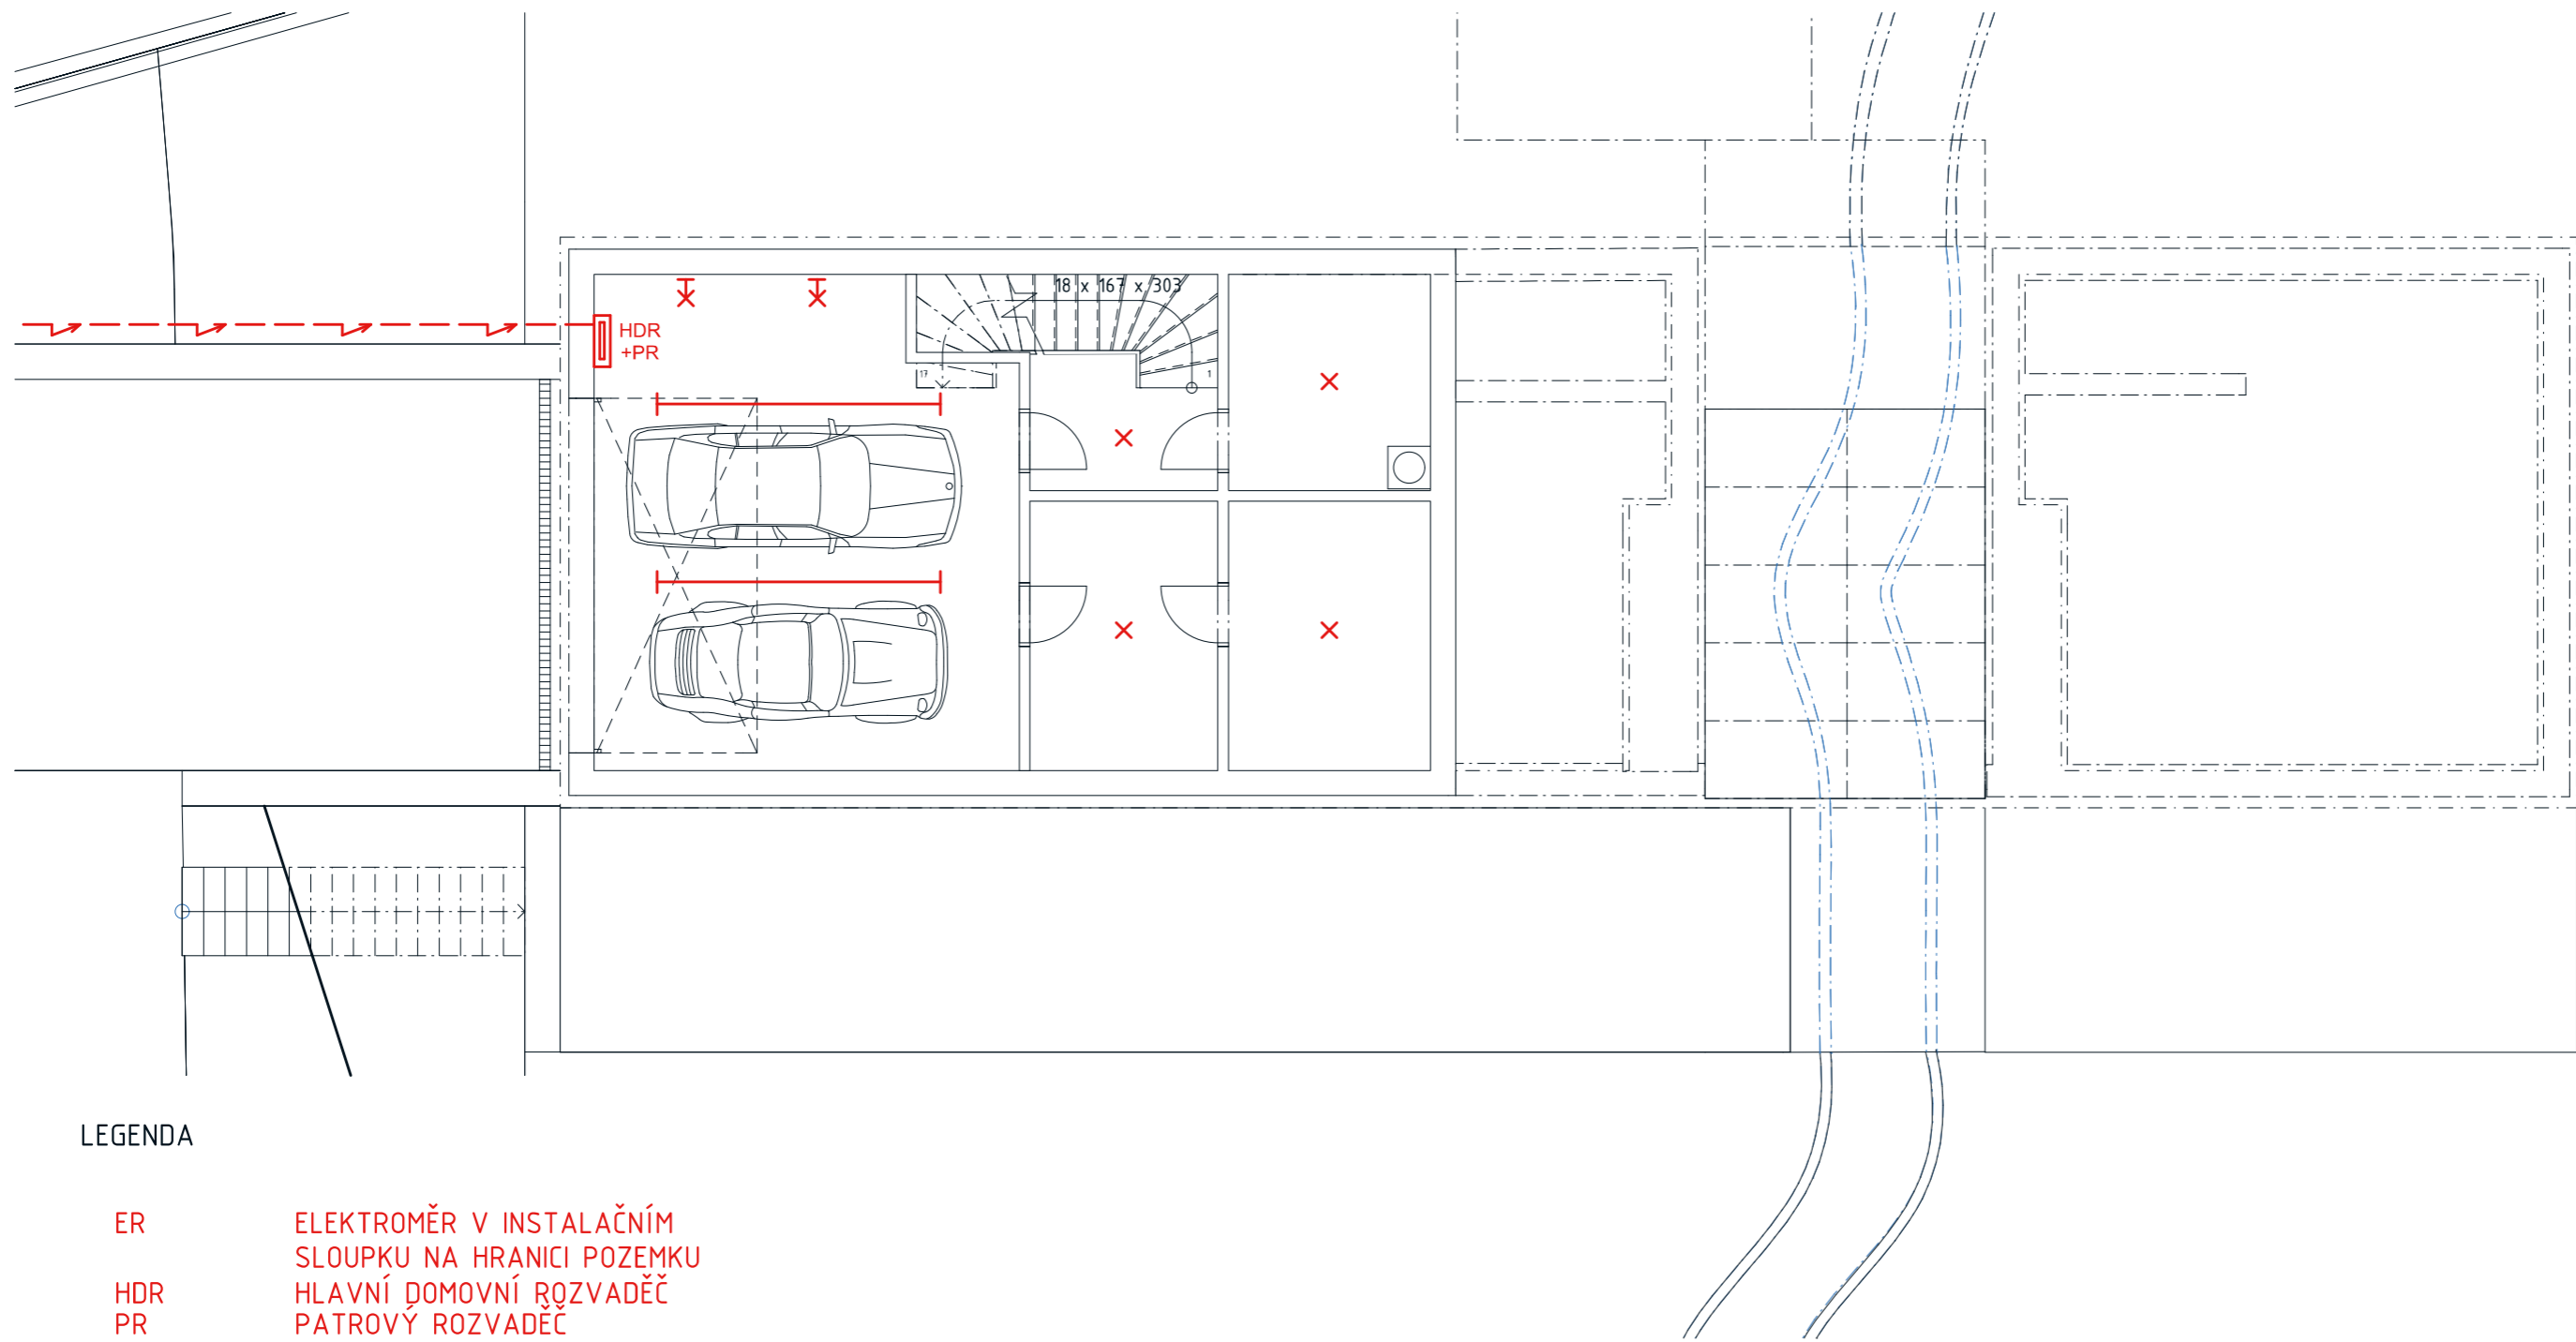 18 x 167 x 303
HDR
+PR
17
1
LEGENDA
ER ELEKTROMĚR V INSTALAČNÍM
SLOUPKU NA HRANICI POZEMKU
HDR HLAVNÍ DOMOVNÍ ROZVADĚČ
PR PATROVÝ ROZVADĚČ